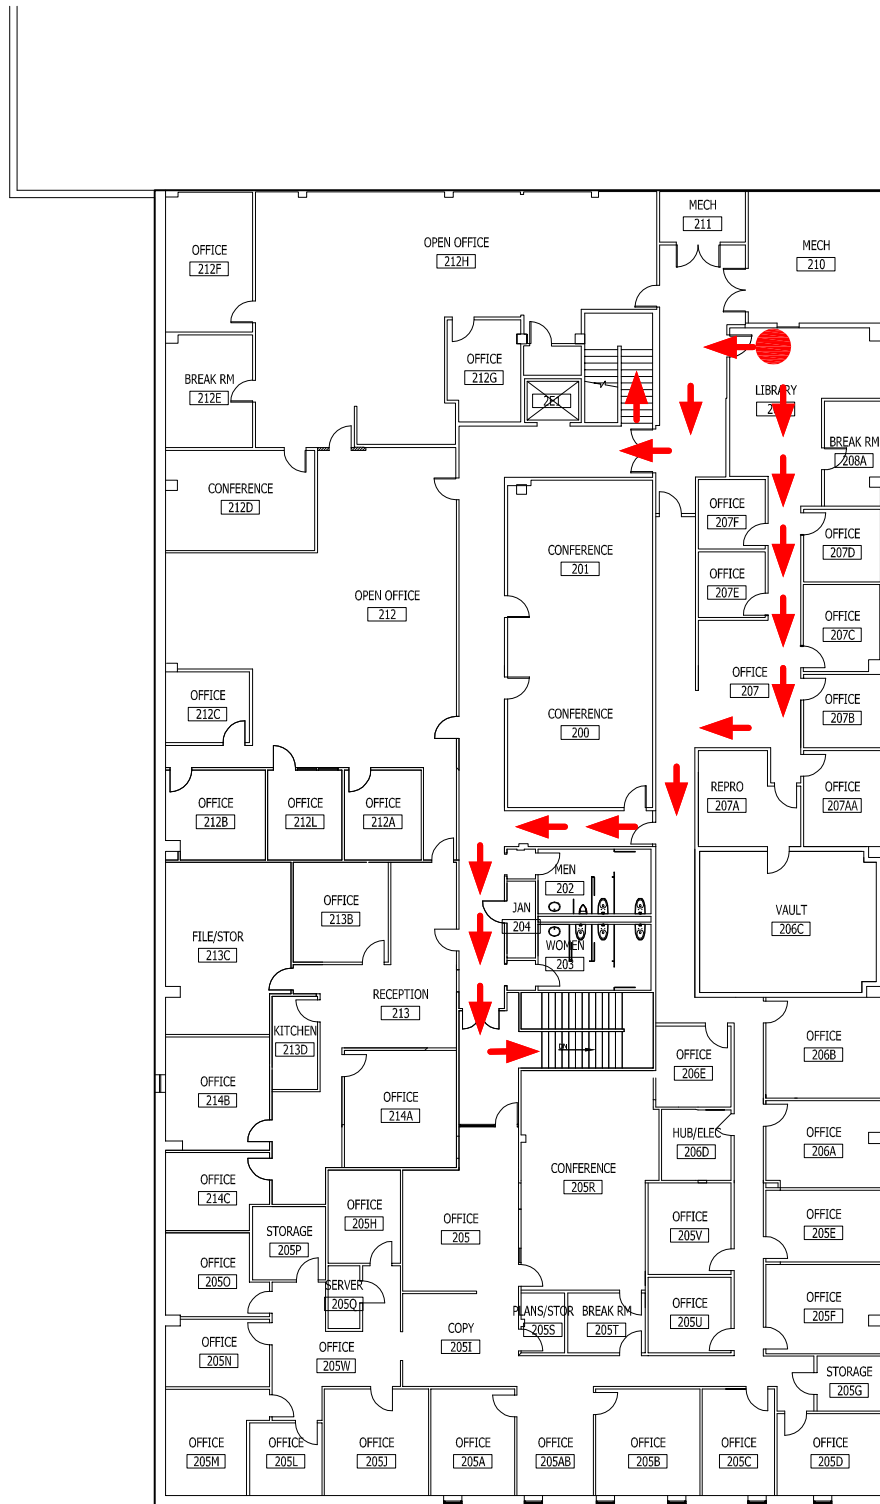 MECH
211
OFFICE
212F
OPEN OFFICE
212H
MECH
210
OFFICE
212G
BREAK RM
212E
2E1
LIBRARY
BREAK RM
208A
CONFERENCE
212D
OFFICE
207F
CONFERENCE
201
OFFICE
207D
OFFICE
207E
OPEN OFFICE
212
OFFICE
207C
OFFICE
207
OFFICE
212C
CONFERENCE
200
OFFICE
207B
OFFICE
212B
OFFICE
212L
OFFICE
212A
REPRO
207A
OFFICE
207AA
MEN
202
OFFICE
213B
JAN
204
VAULT
206C
FILE/STOR
213C
WOMEN
203
RECEPTION
213
KITCHEN
213D
DN
OFFICE
206B
OFFICE
206E
OFFICE
214B
OFFICE
214A
HUB/ELEC
206D
OFFICE
206A
CONFERENCE
205R
OFFICE
214C
OFFICE
205H
OFFICE
205
OFFICE
205V
OFFICE
205E
STORAGE
205P
OFFICE
205O
SERVER
205Q
OFFICE
205F
OFFICE
205U
PLANS/STOR
205S
BREAK RM
205T
COPY
205I
OFFICE
205N
OFFICE
205W
STORAGE
205G
OFFICE
205M
OFFICE
205L
OFFICE
205J
OFFICE
205A
OFFICE
205AB
OFFICE
205B
OFFICE
205C
OFFICE
205D